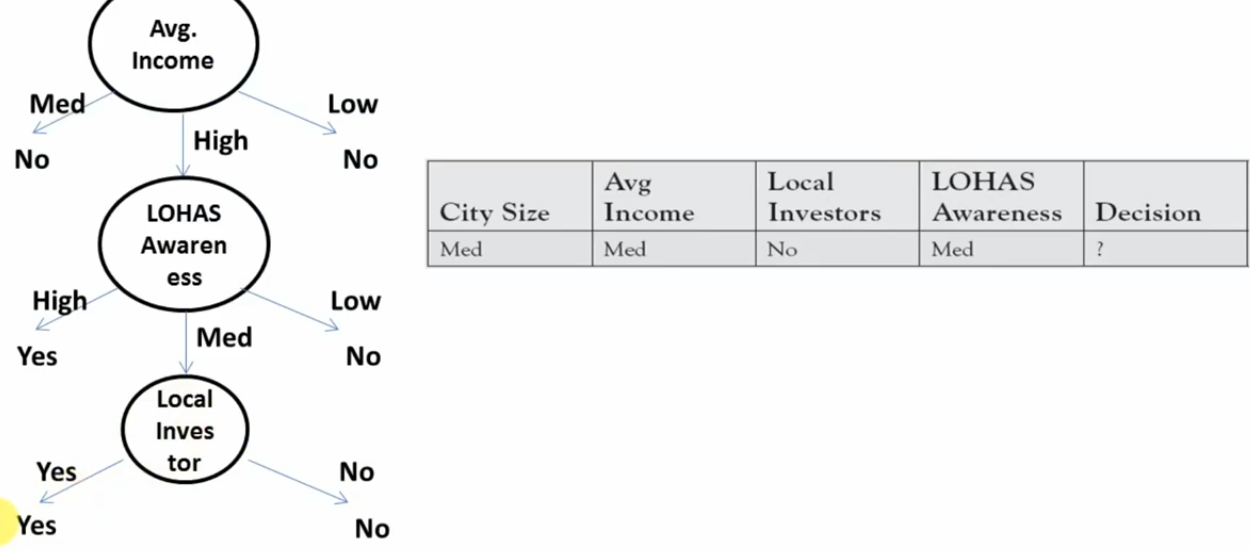 Avg.
Income
Med
Low
High
No
No
LOHAS
Awaren
ess
High
Low
Med
Yes
No
Local
Inves
tor
Yes
No
Yes
No
City Size
Avg
Income
Local
Investors
LOHAS
Awareness
Decision
Med
Med
No
Med
?